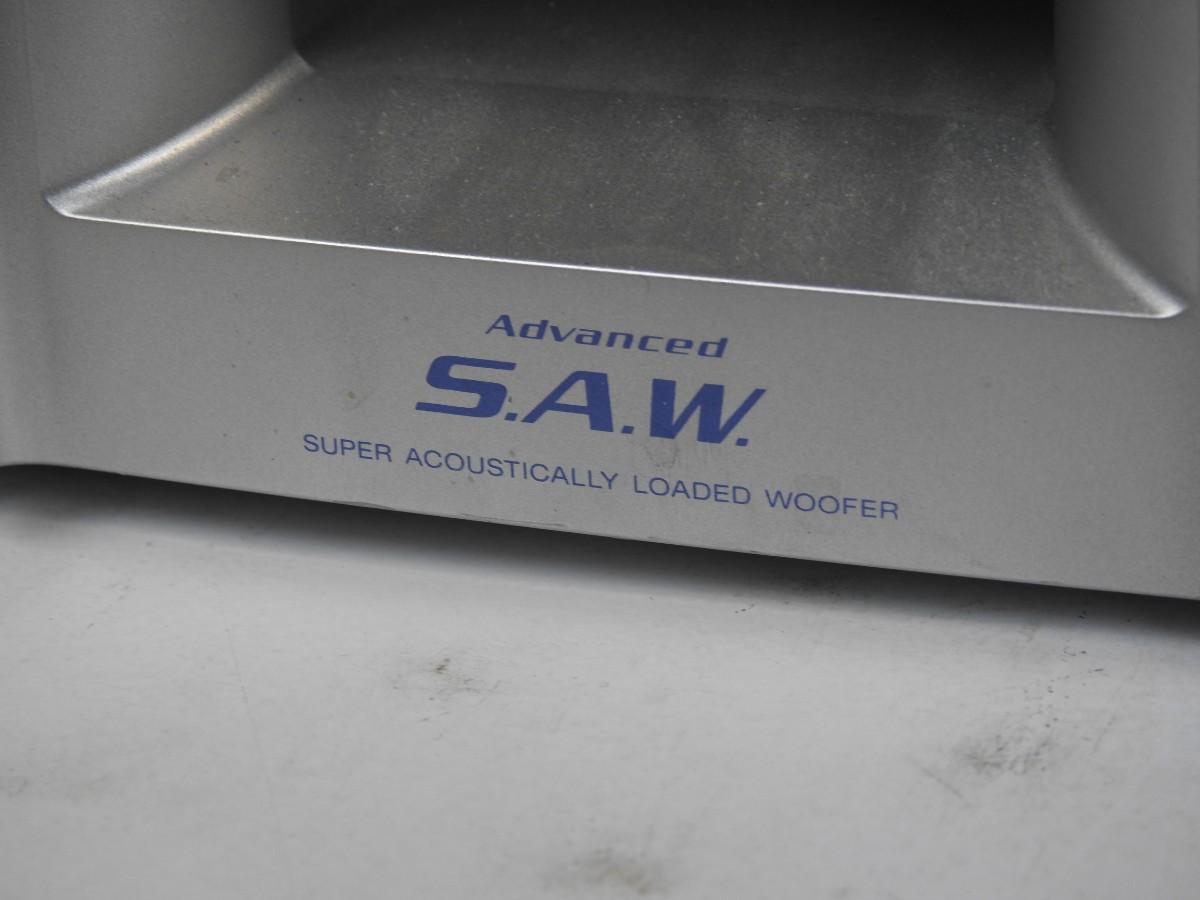 Advanced
S.A.W.
SUPER ACOUSTICALLY LOADED WOOFER